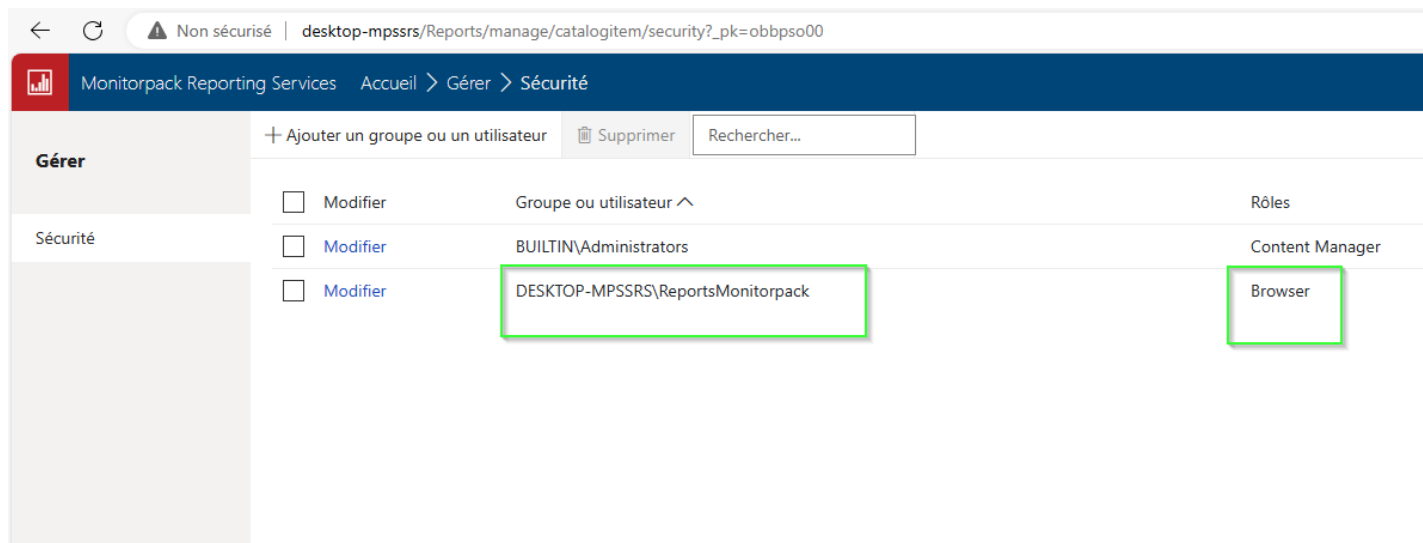 Non sécurisé | desktop-mpssrs/Reports/manage/catalogitem/security?_pk=obbpso00
Monitorpack Reporting Services Accueil > Gérer > Sécurité
Ajouter un groupe ou un utilisateur Supprimer Rechercher...
Gérer
Modifier Groupe ou utilisateur Rôles
Sécurité
Modifier BUILTIN\Administrators Content Manager
Modifier DESKTOP-MPSSRS\ReportsMonitorpack Browser